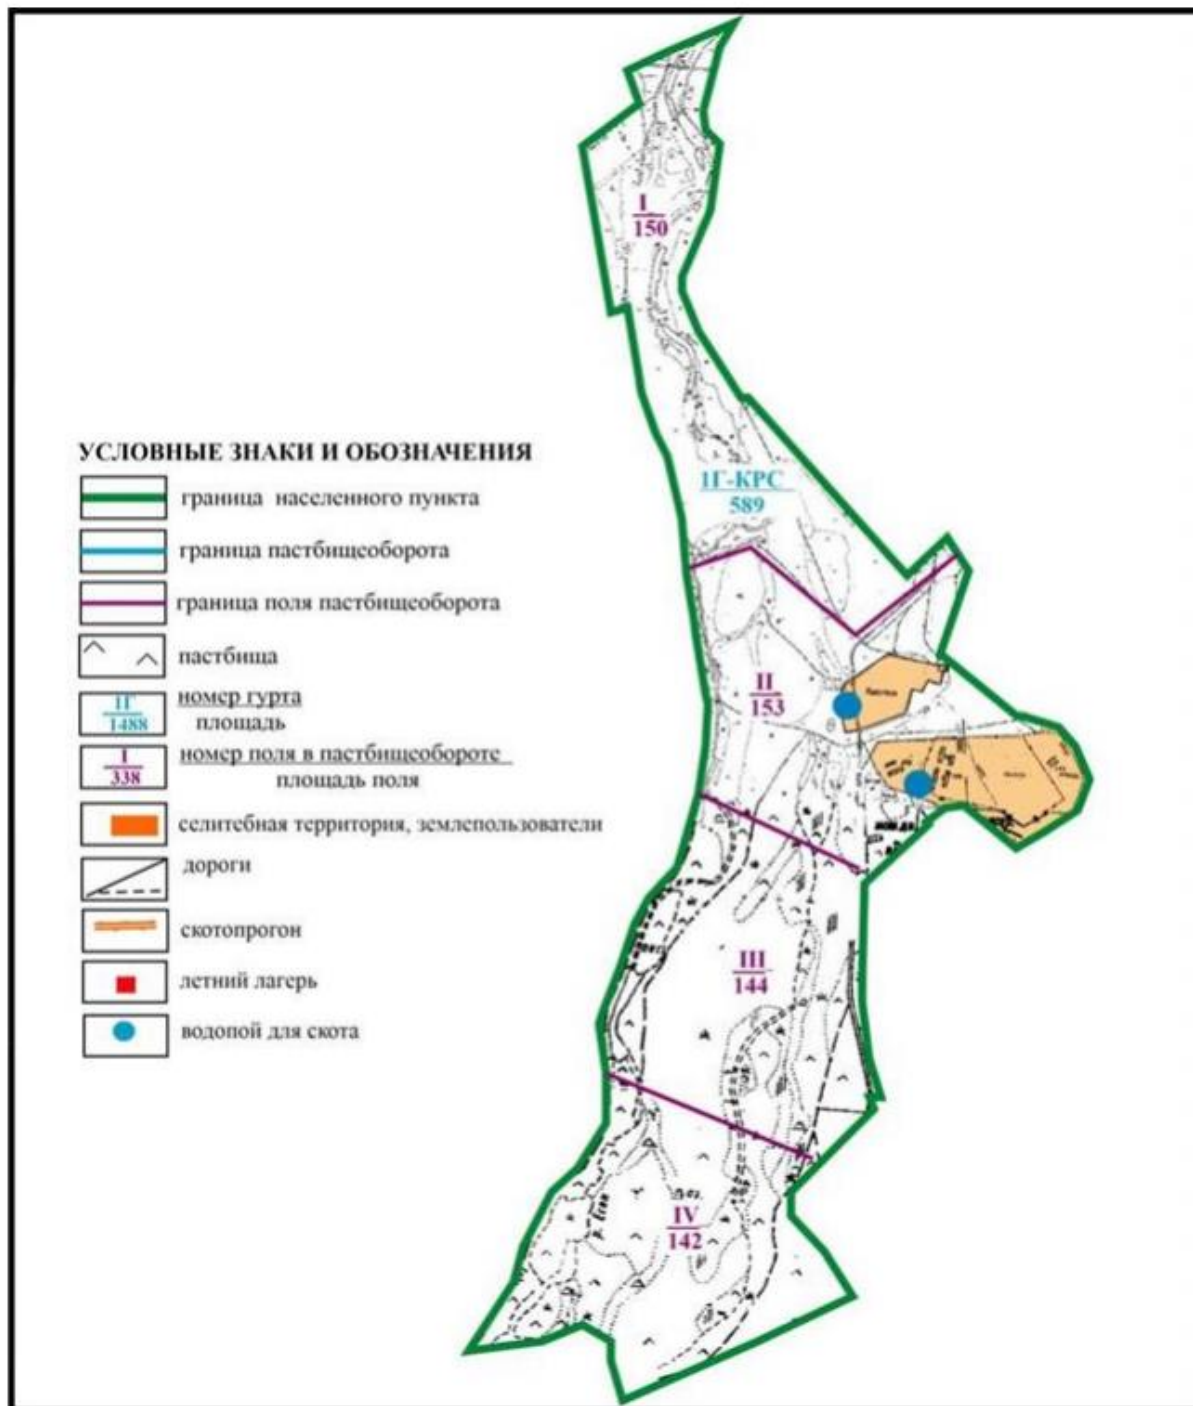 I
150
1Г-КРС
589
УСЛОВНЫЕ ЗНАКИ И ОБОЗНАЧЕНИЯ
граница населенного пункта
граница пастбищеоборота
граница поля пастбищеоборота
пастбища
1Г
1488
номер гурта
площадь
I
338
номер поля в пастбищеобороте
площадь поля
селитебная территория, землепользователи
дороги
скотопрогон
летний лагерь
водопой для скота
II
153
III
144
IV
142